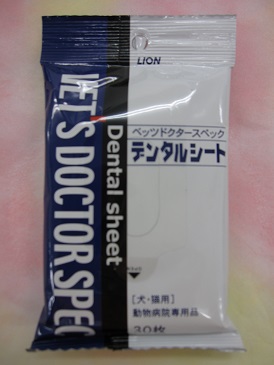 LION
VET'S DOCTOR SPEC
Dental sheet
ベッツドクタースペック
デンタルシート
[犬・猫用]
動物病院専用品
30枚